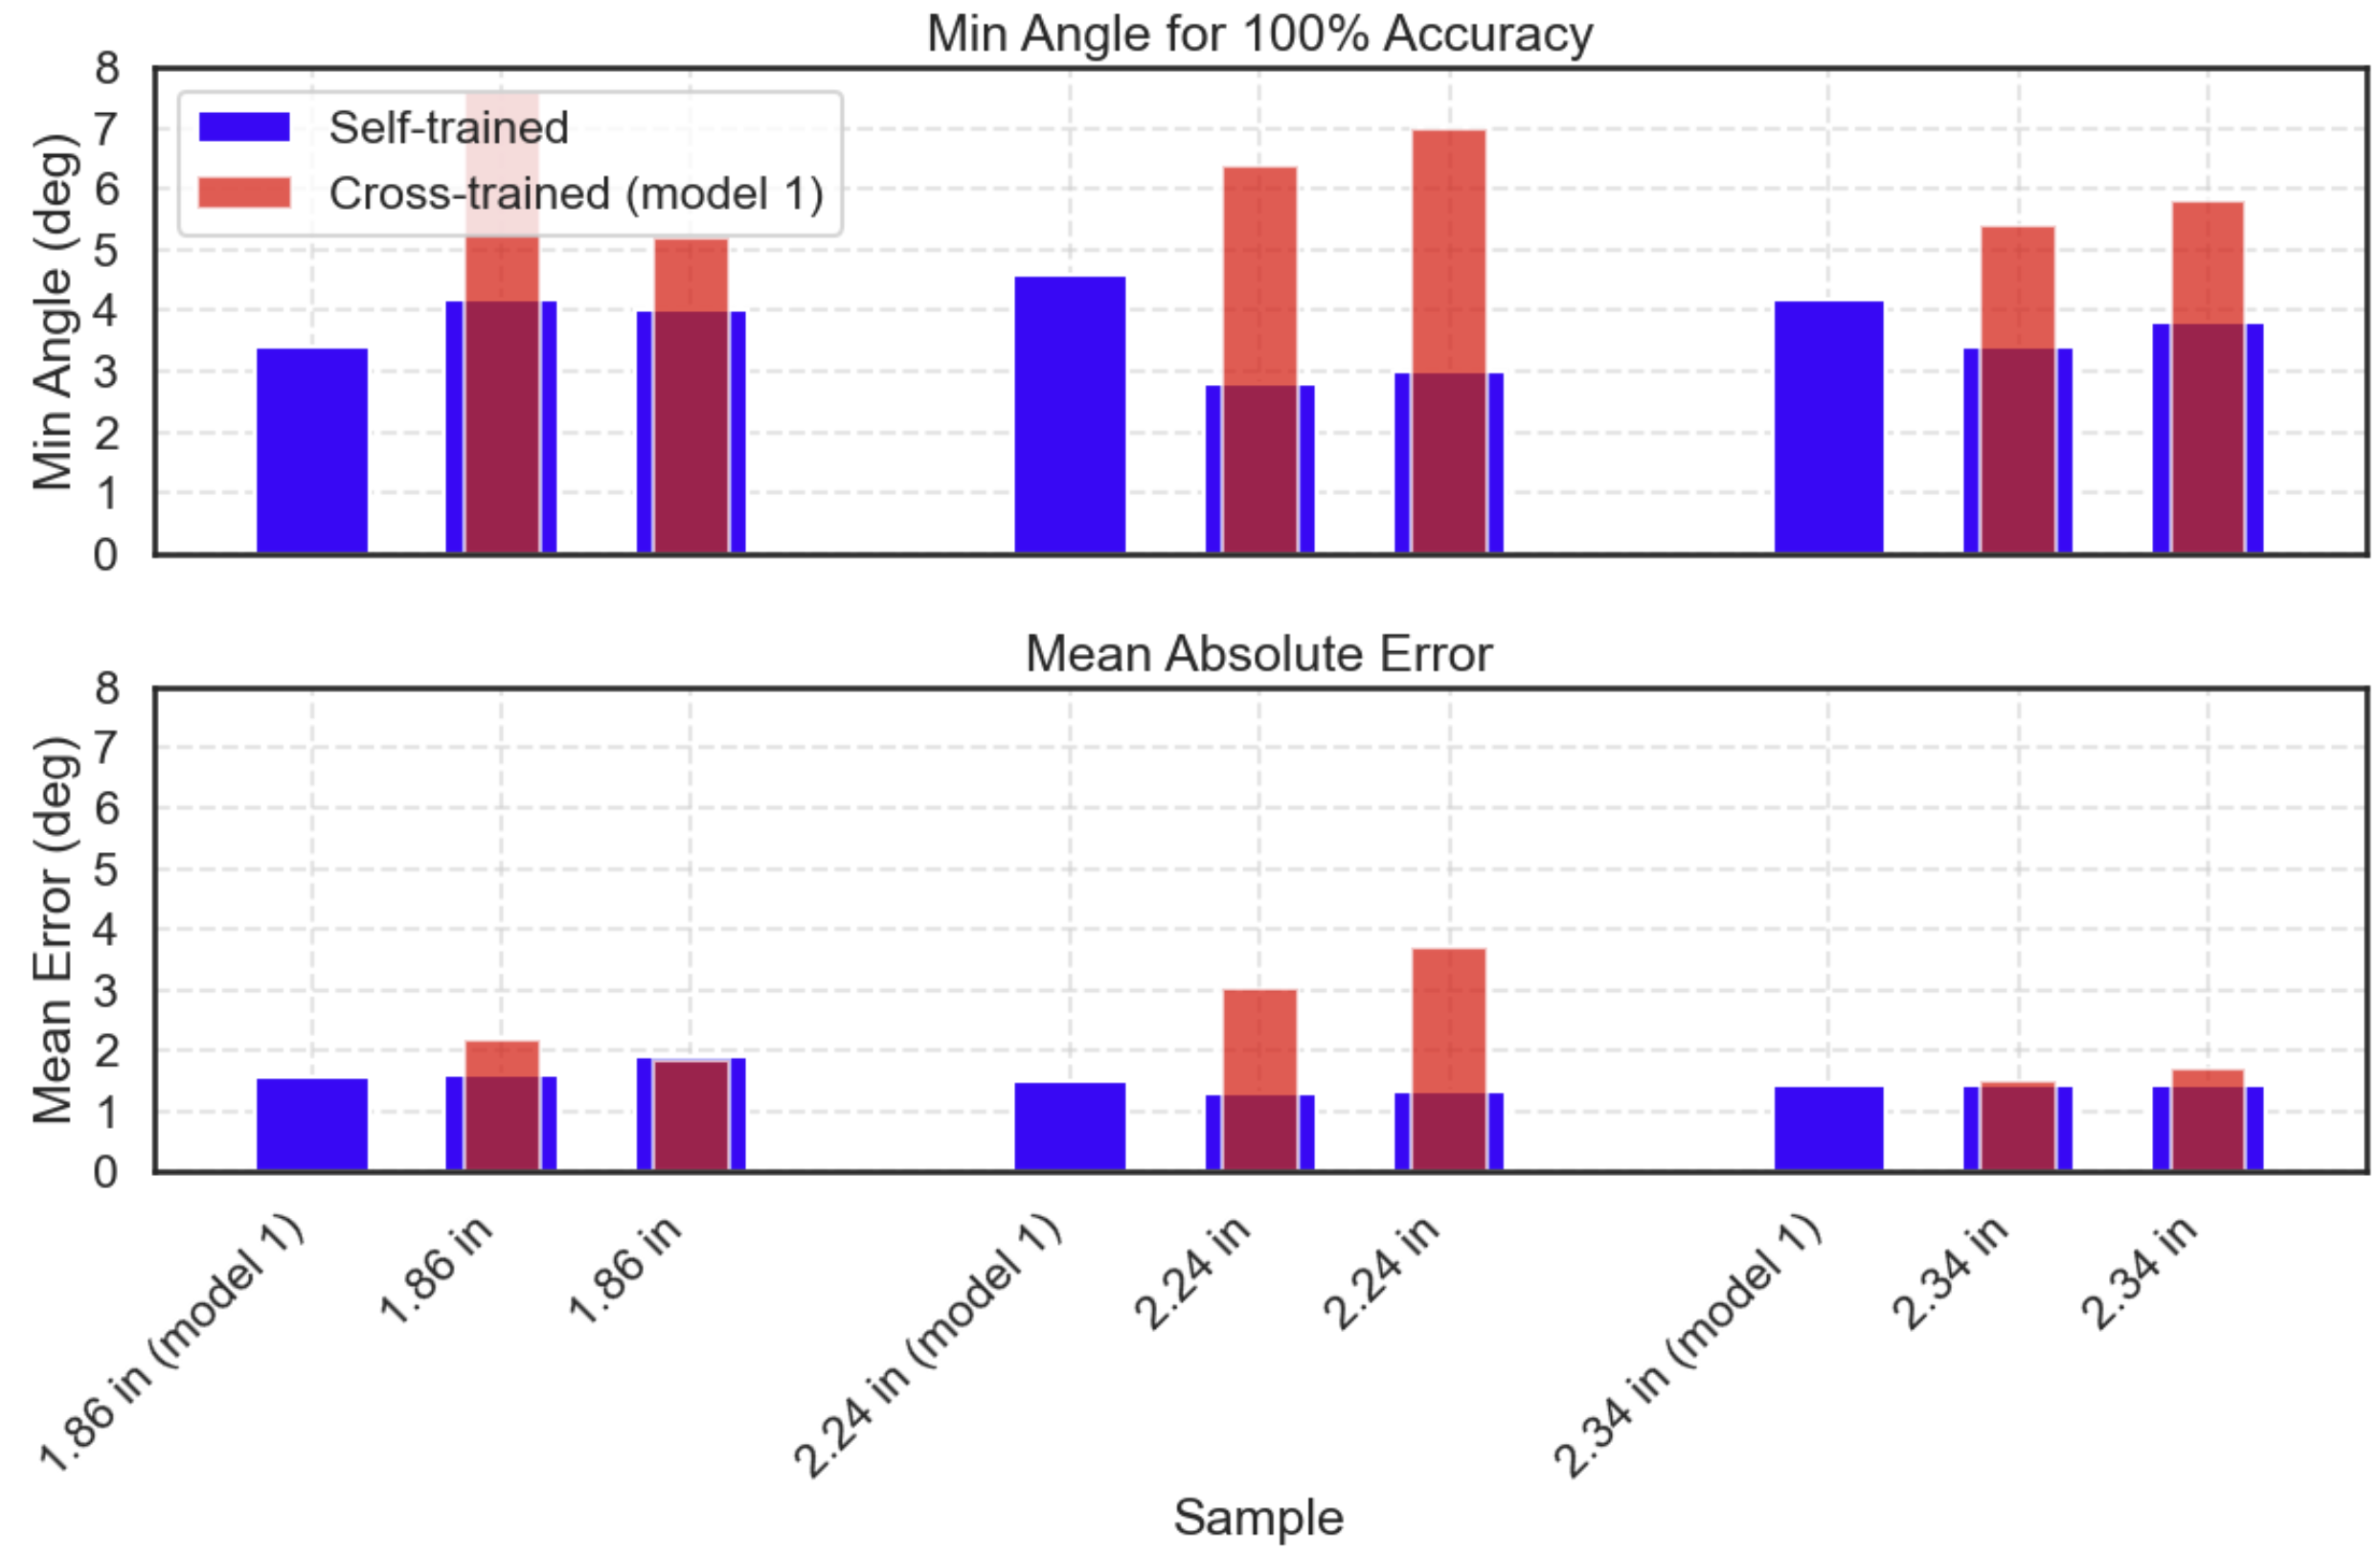 Min Angle for 100% Accuracy
Min Angle (deg)
8
7
6
5
4
3
2
1
0
Self-trained
Cross-trained (model 1)
Mean Absolute Error
Mean Error (deg)
8
7
6
5
4
3
2
1
0
1.86 in (model 1)
1.86 in
1.86 in
2.24 in (model 1)
2.24 in
2.24 in
2.34 in (model 1)
2.34 in
2.34 in
Sample